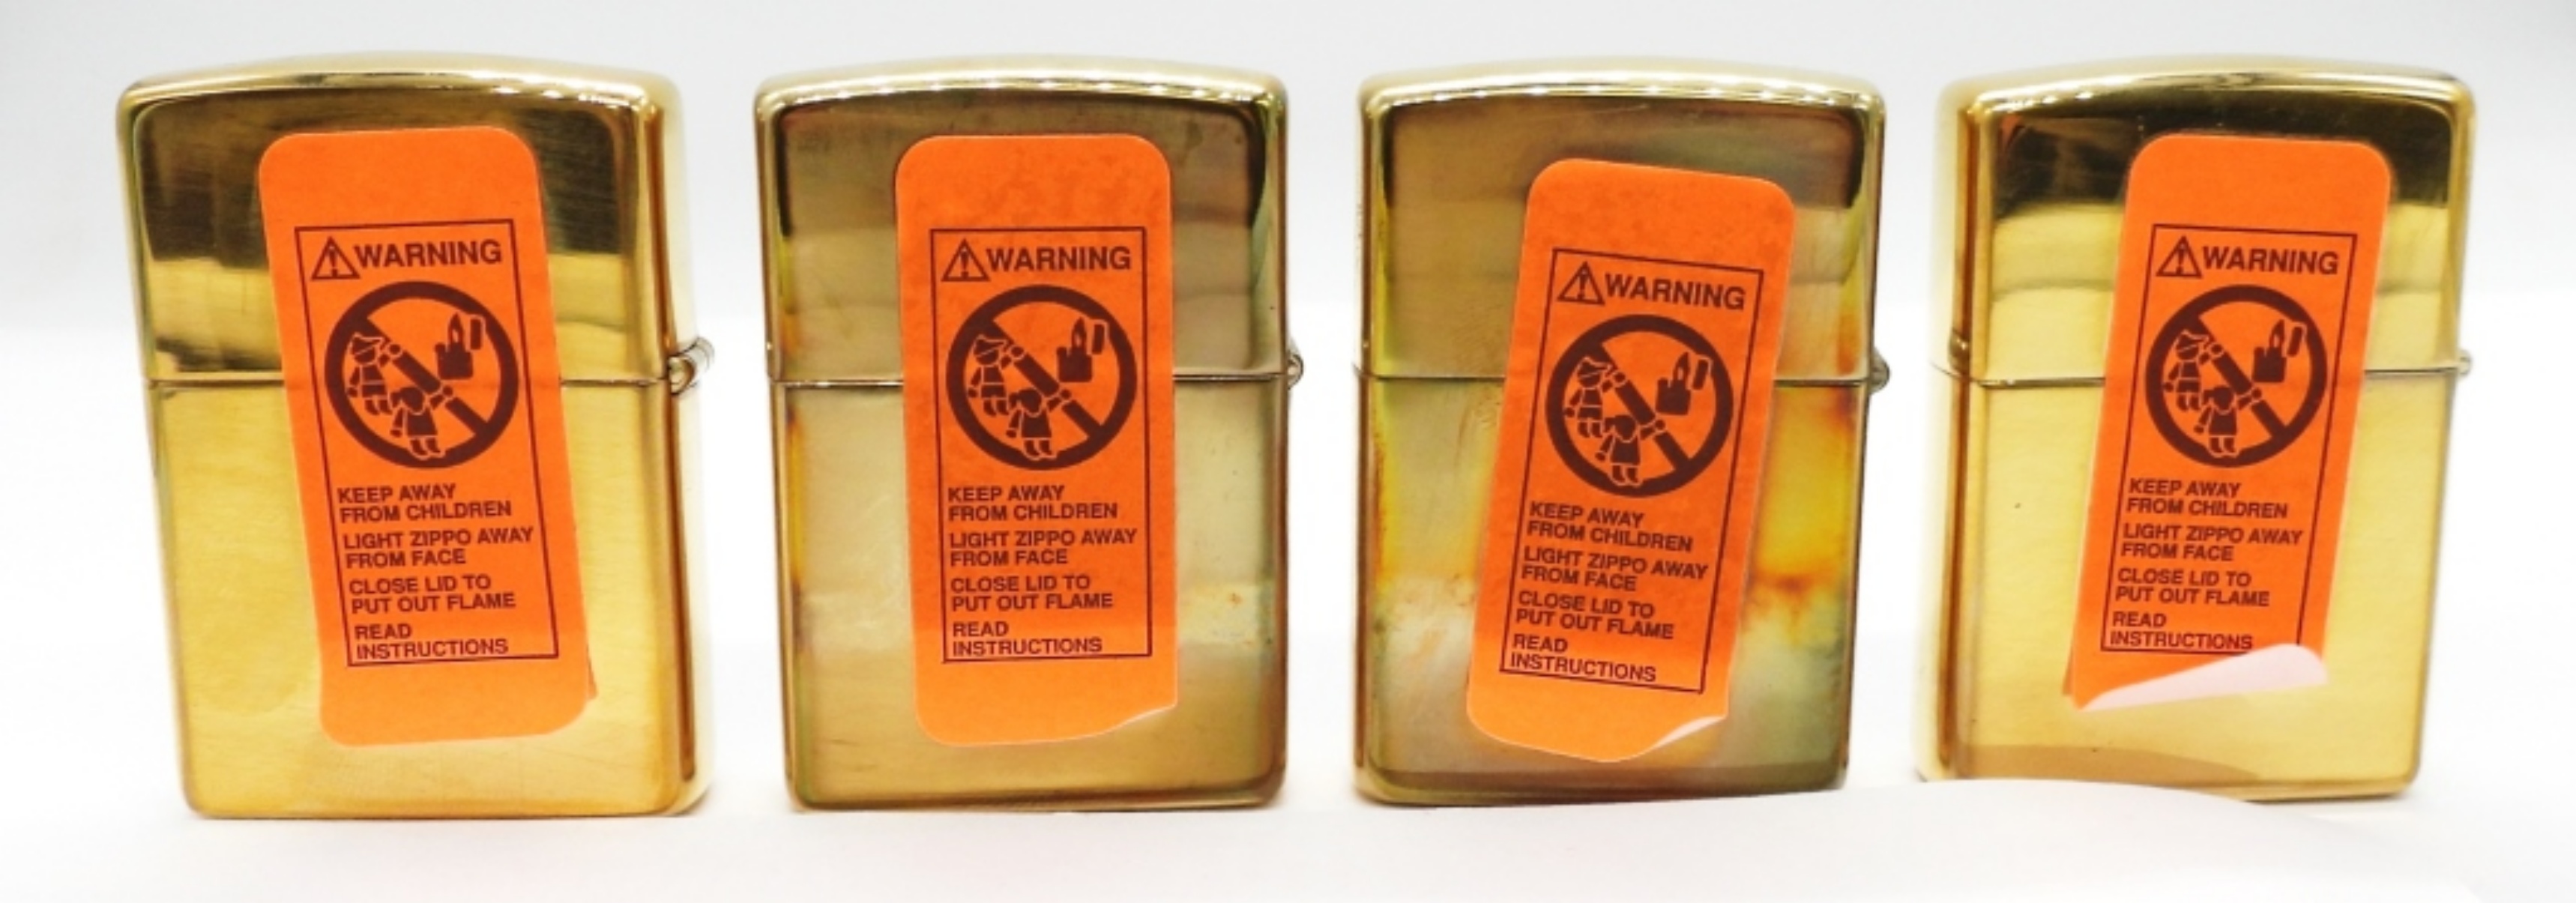 WARNING
KEEP AWAY
FROM CHILDREN
LIGHT ZIPPO AWAY
FROM FACE
CLOSE LID TO
PUT OUT FLAME
READ
INSTRUCTIONS
WARNING
KEEP AWAY
FROM CHILDREN
LIGHT ZIPPO AWAY
FROM FACE
CLOSE LID TO
PUT OUT FLAME
READ
INSTRUCTIONS
WARNING
KEEP AWAY
FROM CHILDREN
LIGHT ZIPPO AWAY
FROM FACE
CLOSE LID TO
PUT OUT FLAME
READ
INSTRUCTIONS
WARNING
KEEP AWAY
FROM CHILDREN
LIGHT ZIPPO AWAY
FROM FACE
CLOSE LID TO
PUT OUT FLAME
READ
INSTRUCTIONS